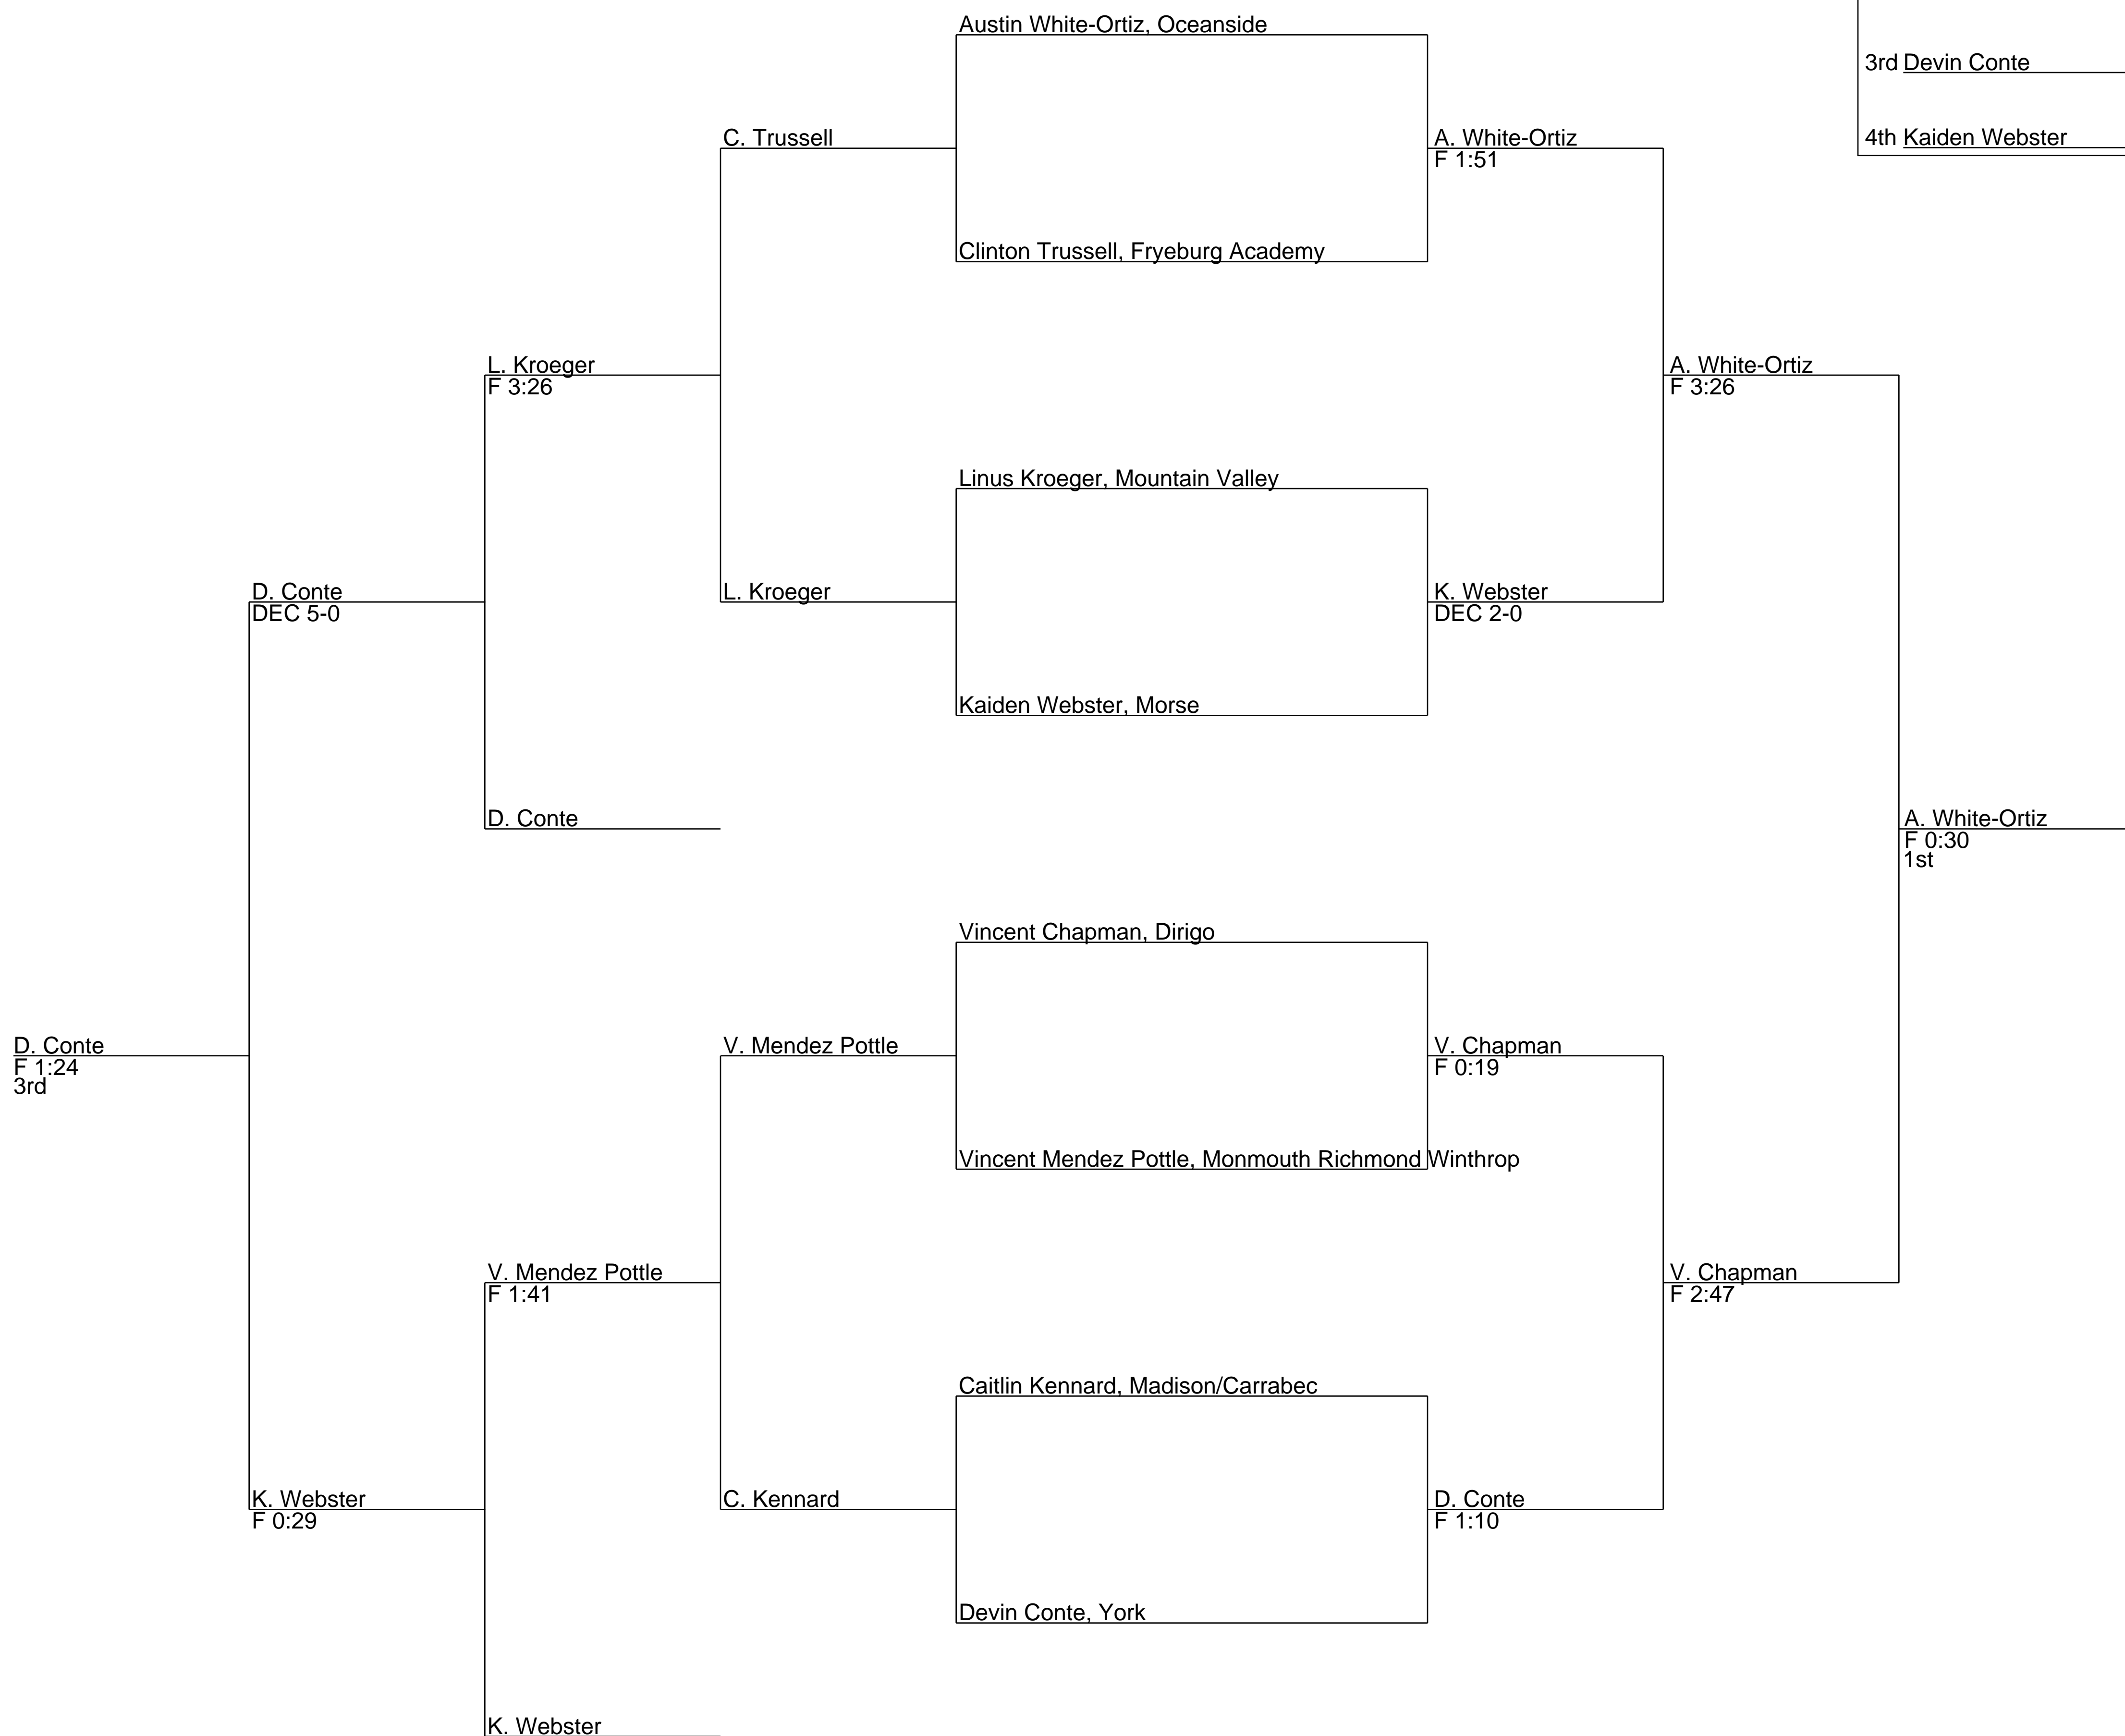 Austin White-Ortiz, Oceanside
3rd Devin Conte
C. Trussell
A. White-Ortiz
F 1:51
4th Kaiden Webster
Clinton Trussell, Fryeburg Academy
L. Kroeger
F 3:26
A. White-Ortiz
F 3:26
Linus Kroeger, Mountain Valley
D. Conte
DEC 5-0
L. Kroeger
K. Webster
DEC 2-0
Kaiden Webster, Morse
D. Conte
A. White-Ortiz
F 0:30
1st
Vincent Chapman, Dirigo
D. Conte
F 1:24
3rd
V. Mendez Pottle
V. Chapman
F 0:19
Vincent Mendez Pottle, Monmouth Richmond Winthrop
V. Mendez Pottle
F 1:41
V. Chapman
F 2:47
Caitlin Kennard, Madison/Carrabec
K. Webster
F 0:29
C. Kennard
D. Conte
F 1:10
Devin Conte, York
K. Webster